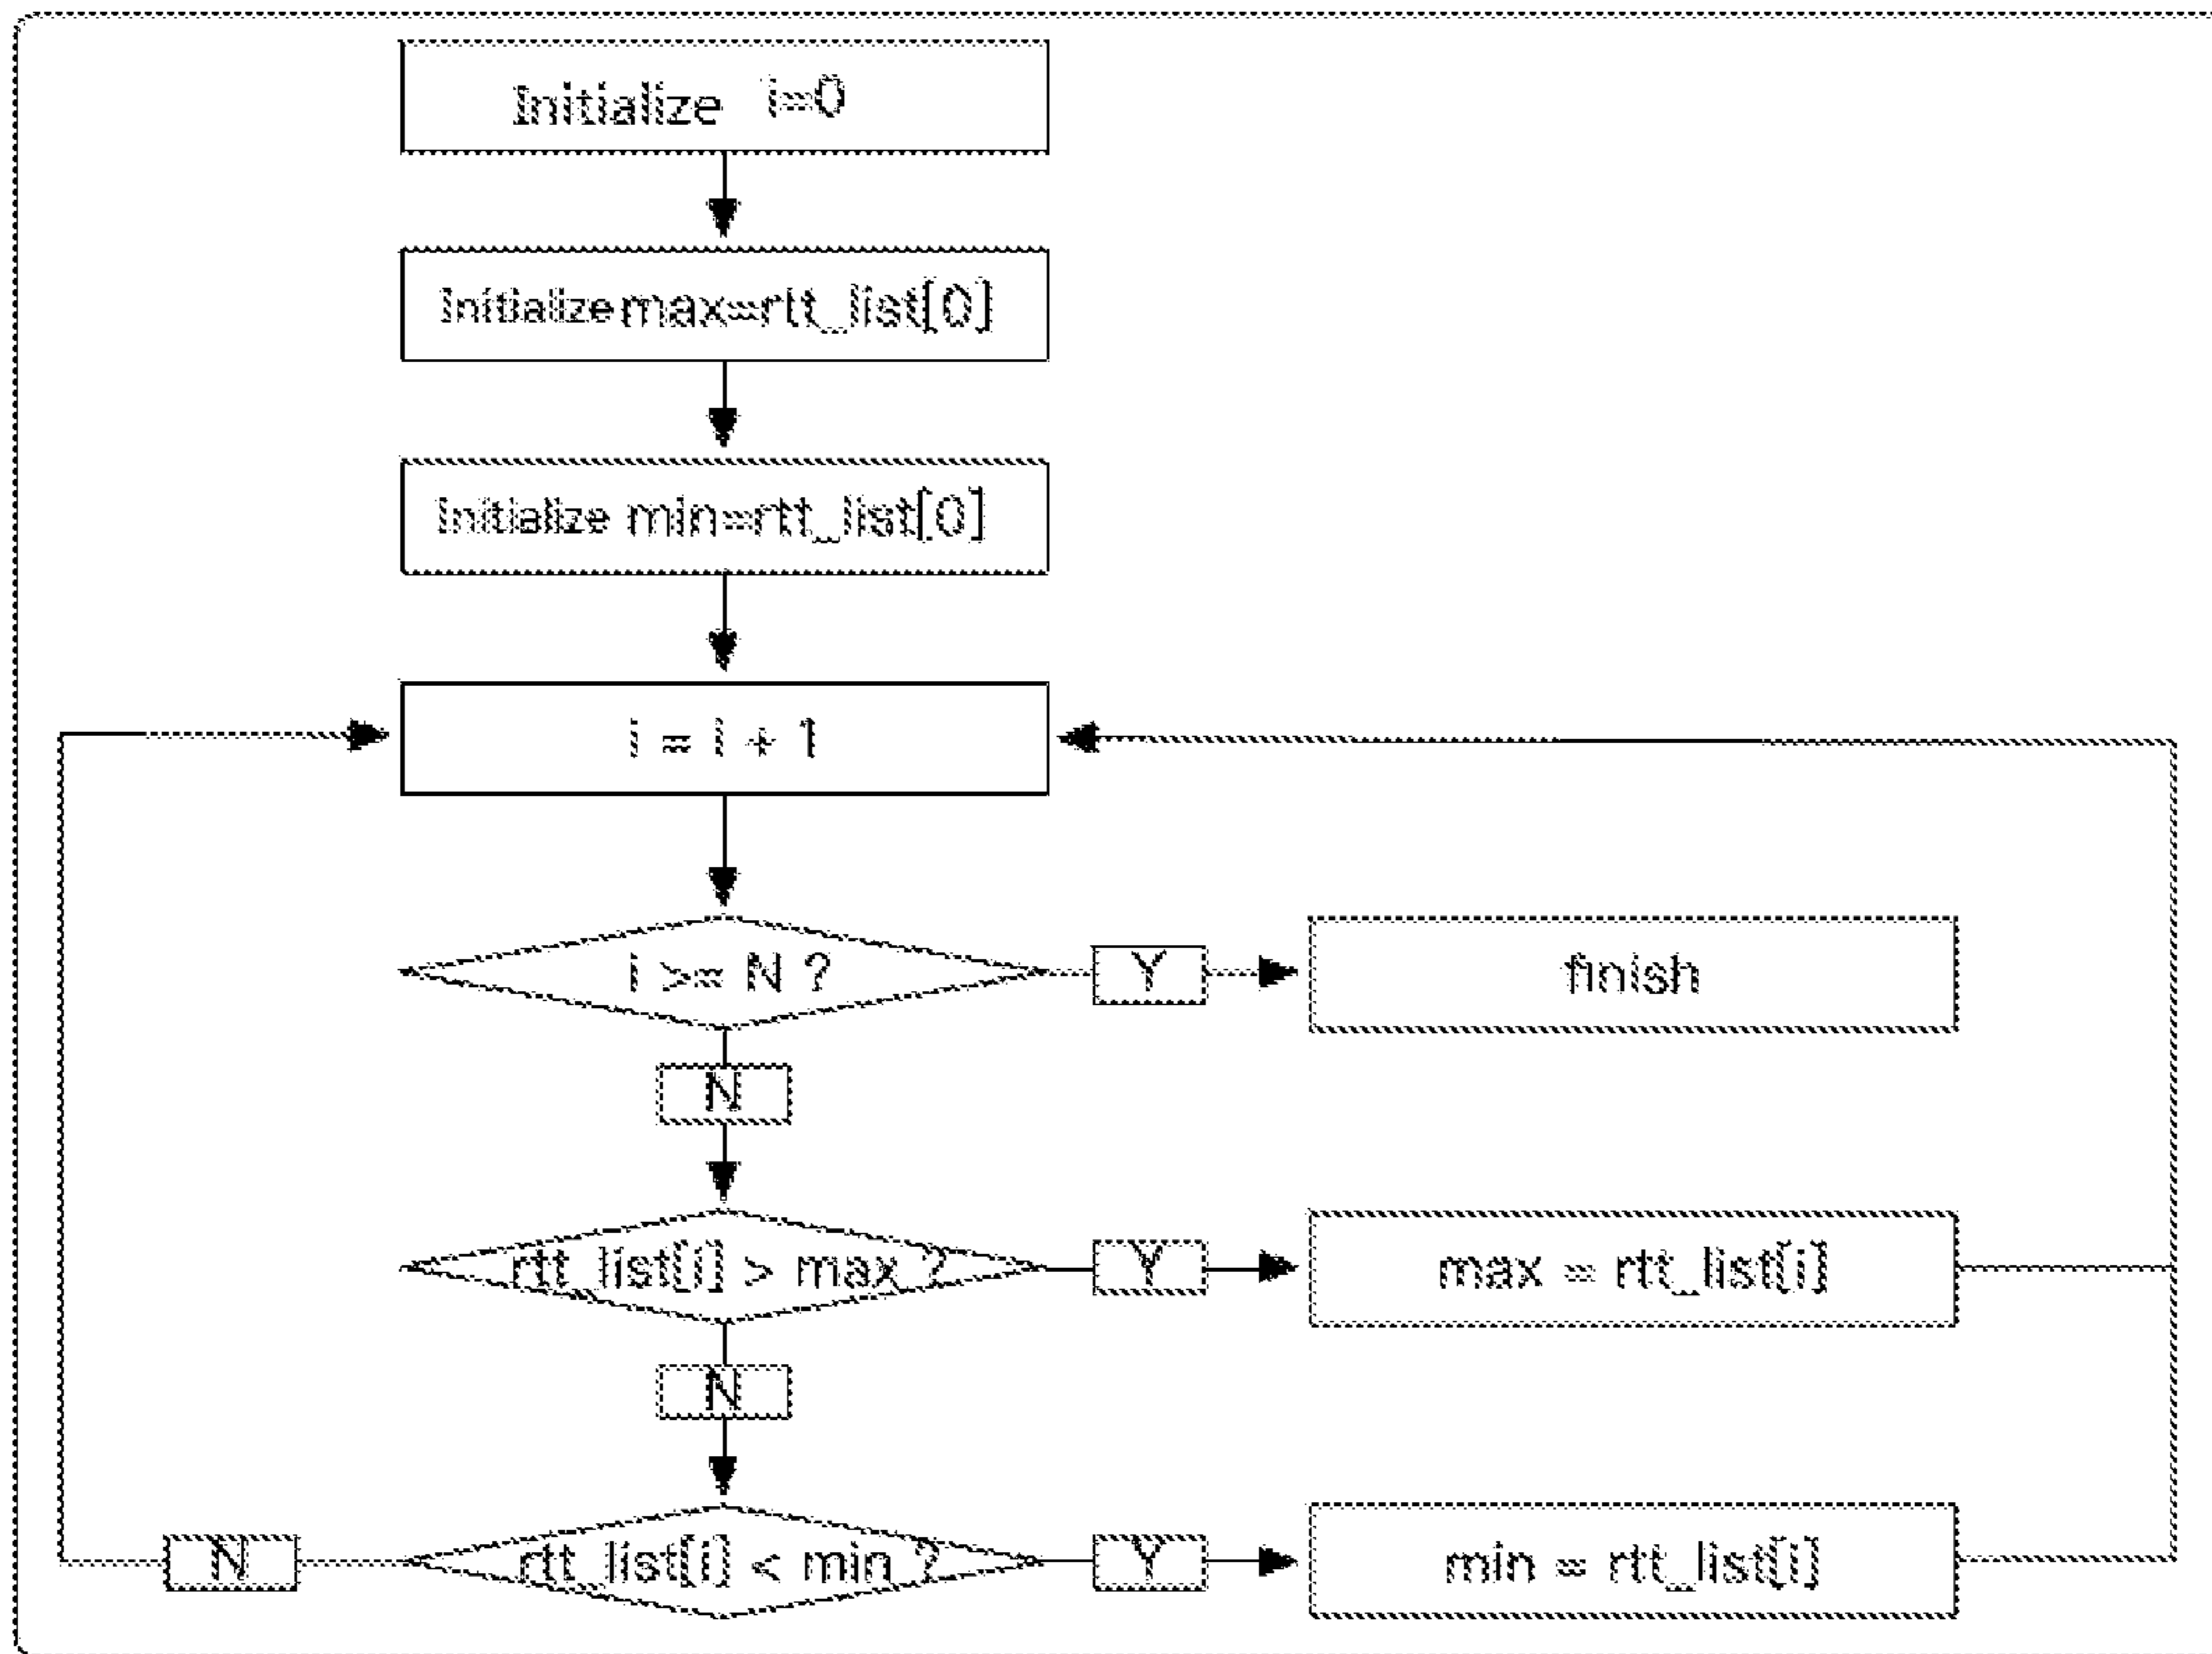 Initialize i=0
Initialize max=rtt_list[0]
Initialize min=rtt_list[0]
i = i + 1
i >= N ?
Y
finish
N
rtt_list[i] > max ?
Y
max = rtt_list[i]
N
N
rtt_list[i] < min ?
Y
min = rtt_list[i]